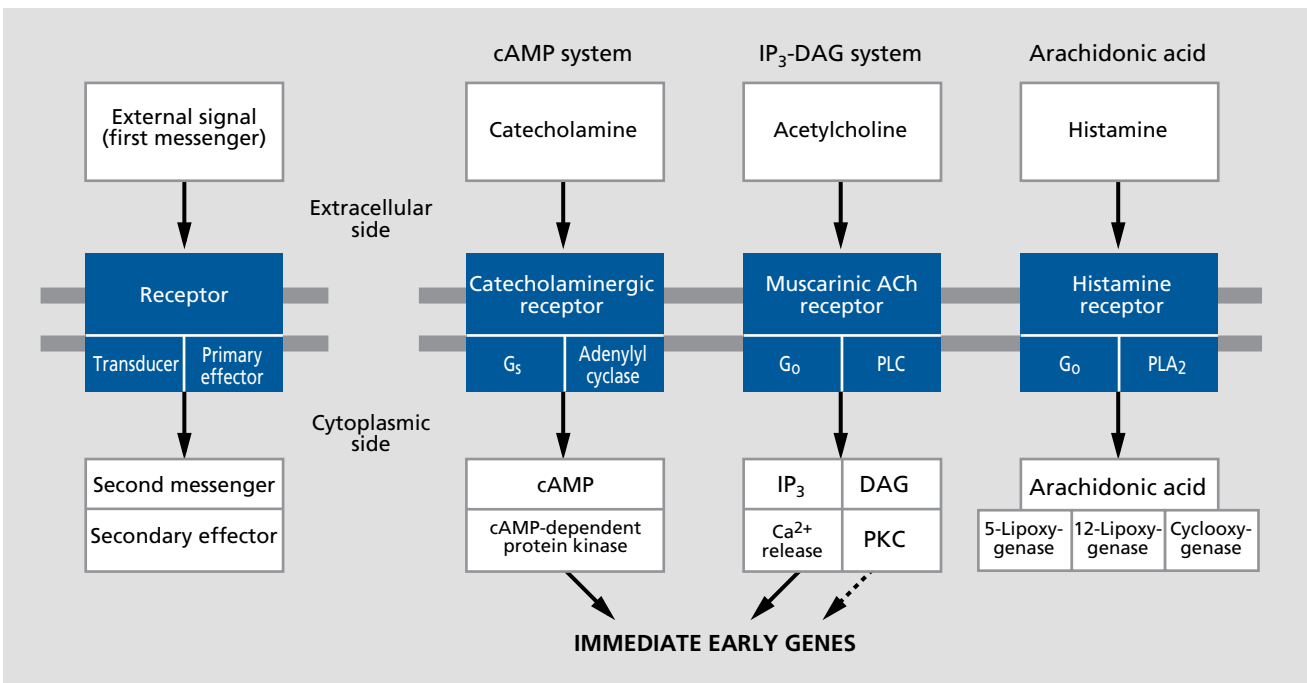 cAMP system
IP₃-DAG system
Arachidonic acid
External signal
(first messenger)
Catecholamine
Acetylcholine
Histamine
Extracellular
side
Receptor
Catecholaminergic
receptor
Muscarinic ACh
receptor
Histamine
receptor
Transducer
Primary
effector
Gₛ
Adenylyl
cyclase
Gₒ
PLC
Gₒ
PLA₂
Cytoplasmic
side
Second messenger
cAMP
IP₃
DAG
Arachidonic acid
Secondary effector
cAMP-dependent
protein kinase
Ca²⁺
release
PKC
5-Lipoxy-
genase
12-Lipoxy-
genase
Cyclooxy-
genase
IMMEDIATE EARLY GENES